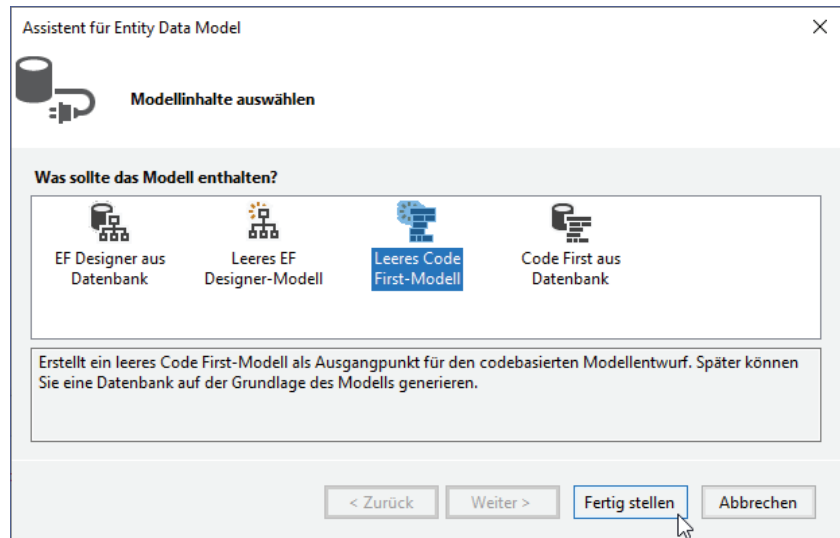 Assistent für Entity Data Model
Modellinhalte auswählen
Was sollte das Modell enthalten?
EF Designer aus
Datenbank
Leeres EF
Designer-Modell
Leeres Code
First-Modell
Code First aus
Datenbank
Erstellt ein leeres Code First-Modell als Ausgangpunkt für den codebasierten Modellentwurf. Später können
Sie eine Datenbank auf der Grundlage des Modells generieren.
< Zurück
Weiter >
Fertig stellen
Abbrechen